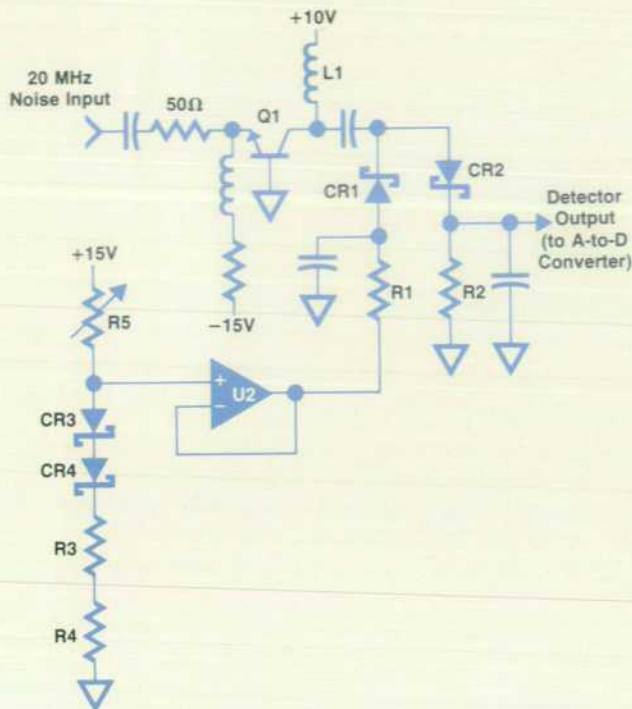 +10V
L1
20 MHz
Noise Input
50Ω
Q1
CR1
CR2
Detector
Output
(to A-to-D
Converter)
+15V
R5
−15V
R1
R2
+
U2
−
CR3
CR4
R3
R4